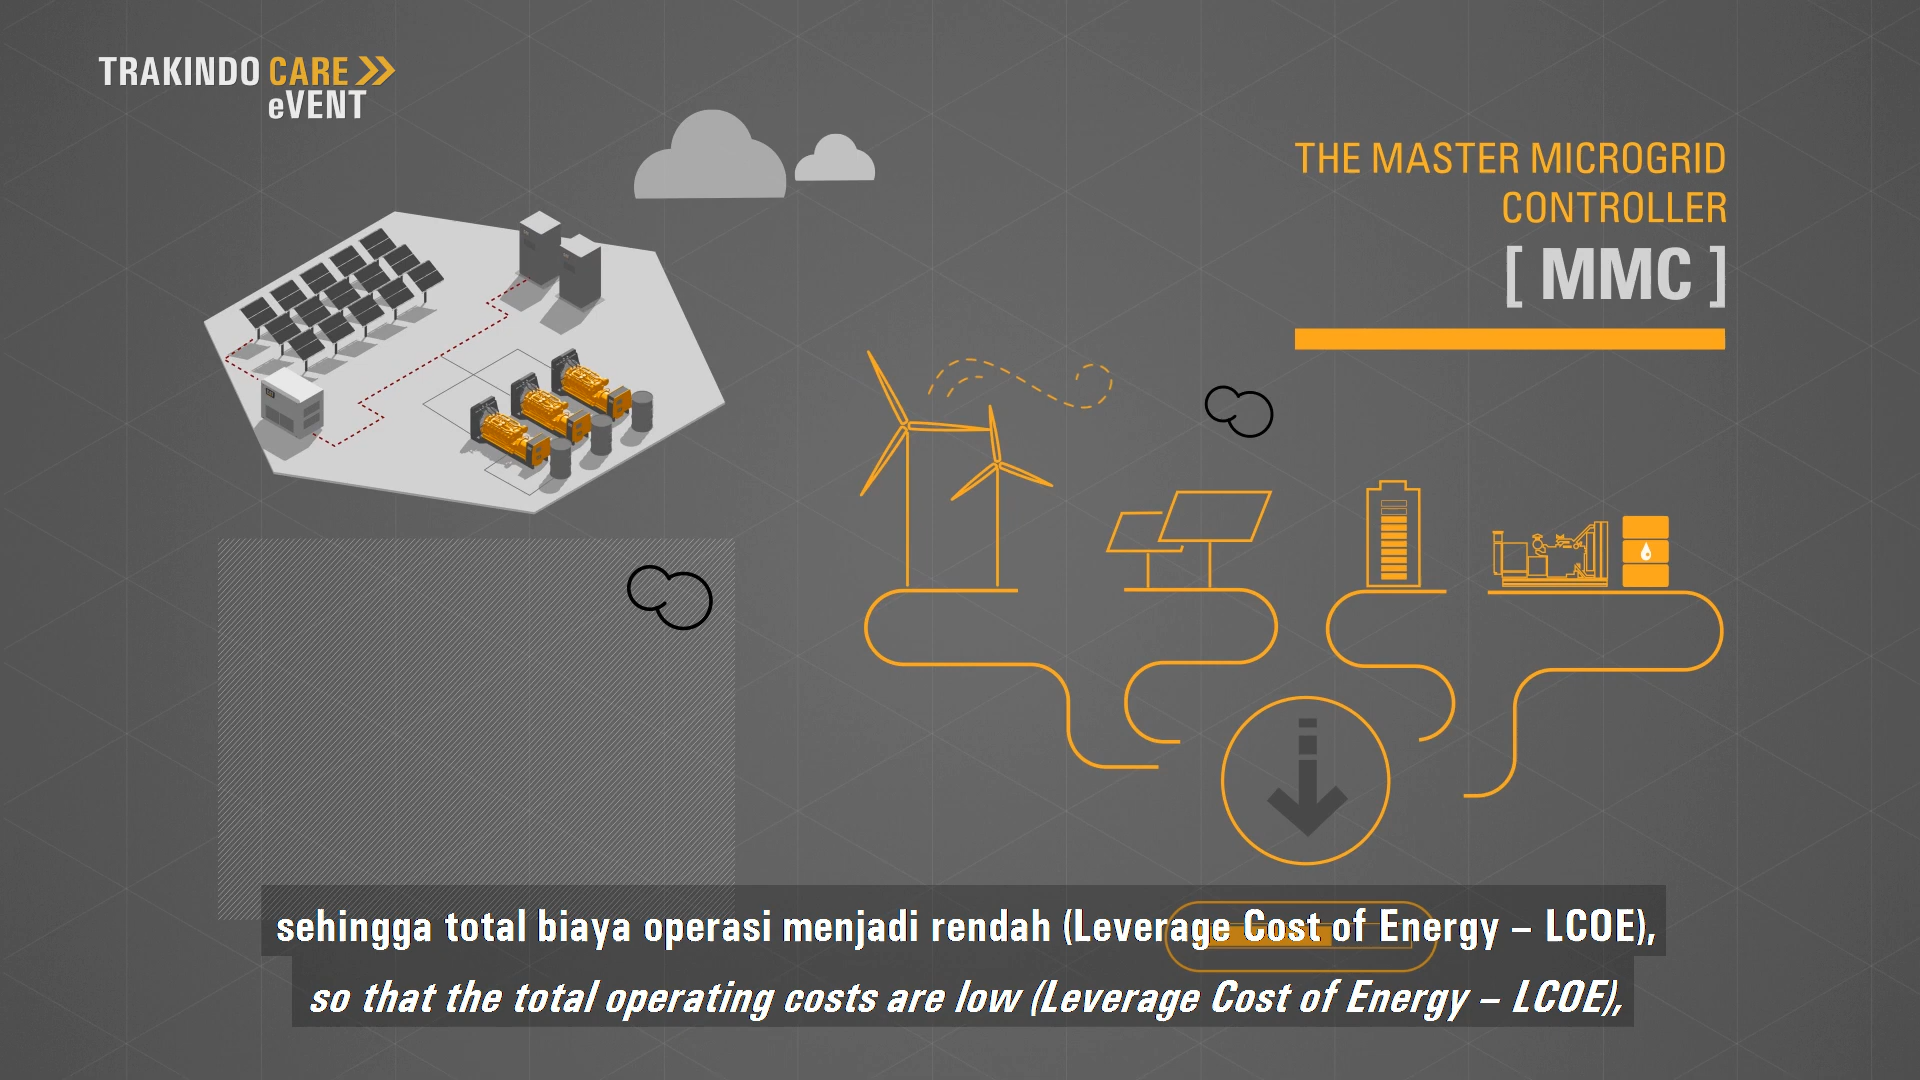 TRAKINDO CARE
eVENT
THE MASTER MICROGRID
CONTROLLER
[ MMC ]
sehingga total biaya operasi menjadi rendah (Leverage Cost of Energy – LCOE),
so that the total operating costs are low (Leverage Cost of Energy – LCOE),